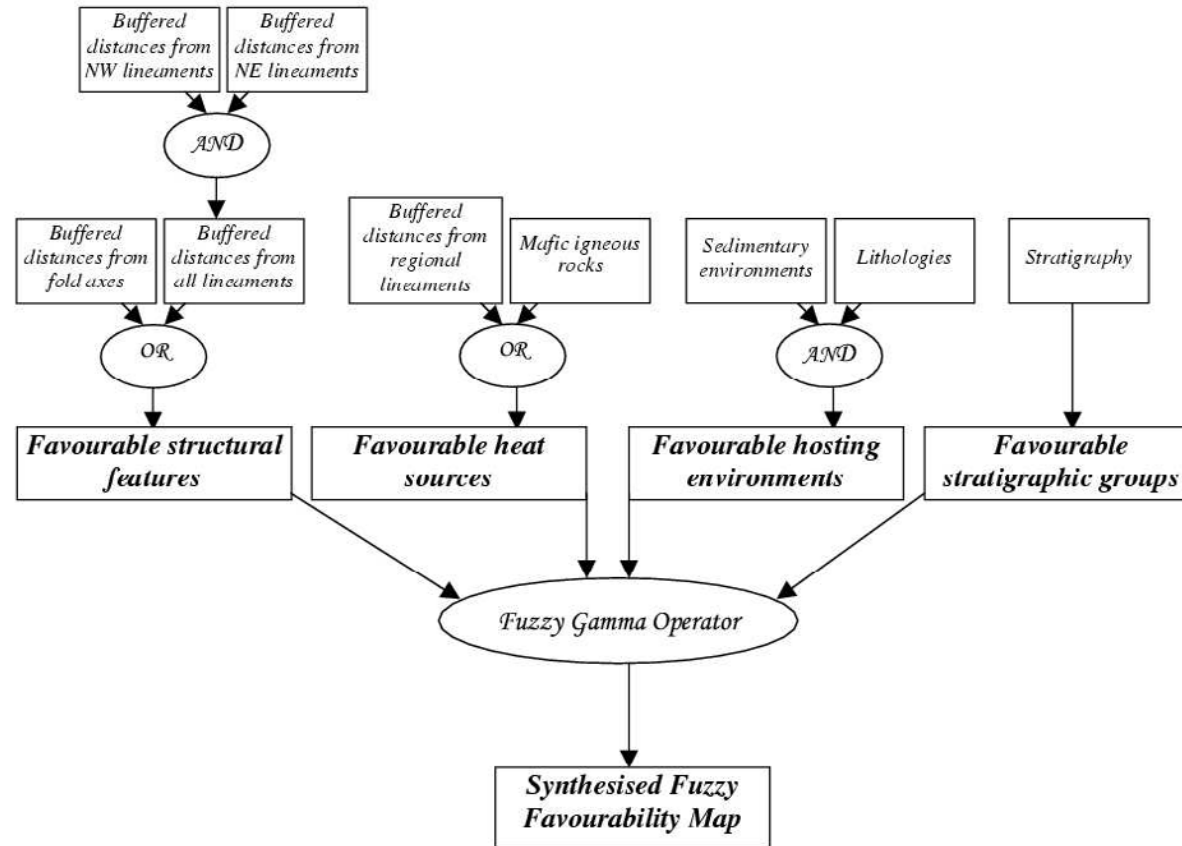 Buffered
distances from
NW lineaments
Buffered
distances from
NE lineaments
AND
Buffered
distances from
fold axes
Buffered
distances from
all lineaments
Buffered
distances from
regional
lineaments
Mafic igneous
rocks
Sedimentary
environments
Lithologies
Stratigraphy
OR
OR
AND
Favourable structural
features
Favourable heat
sources
Favourable hosting
environments
Favourable
stratigraphic groups
Fuzzy Gamma Operator
Synthesised Fuzzy
Favourability Map